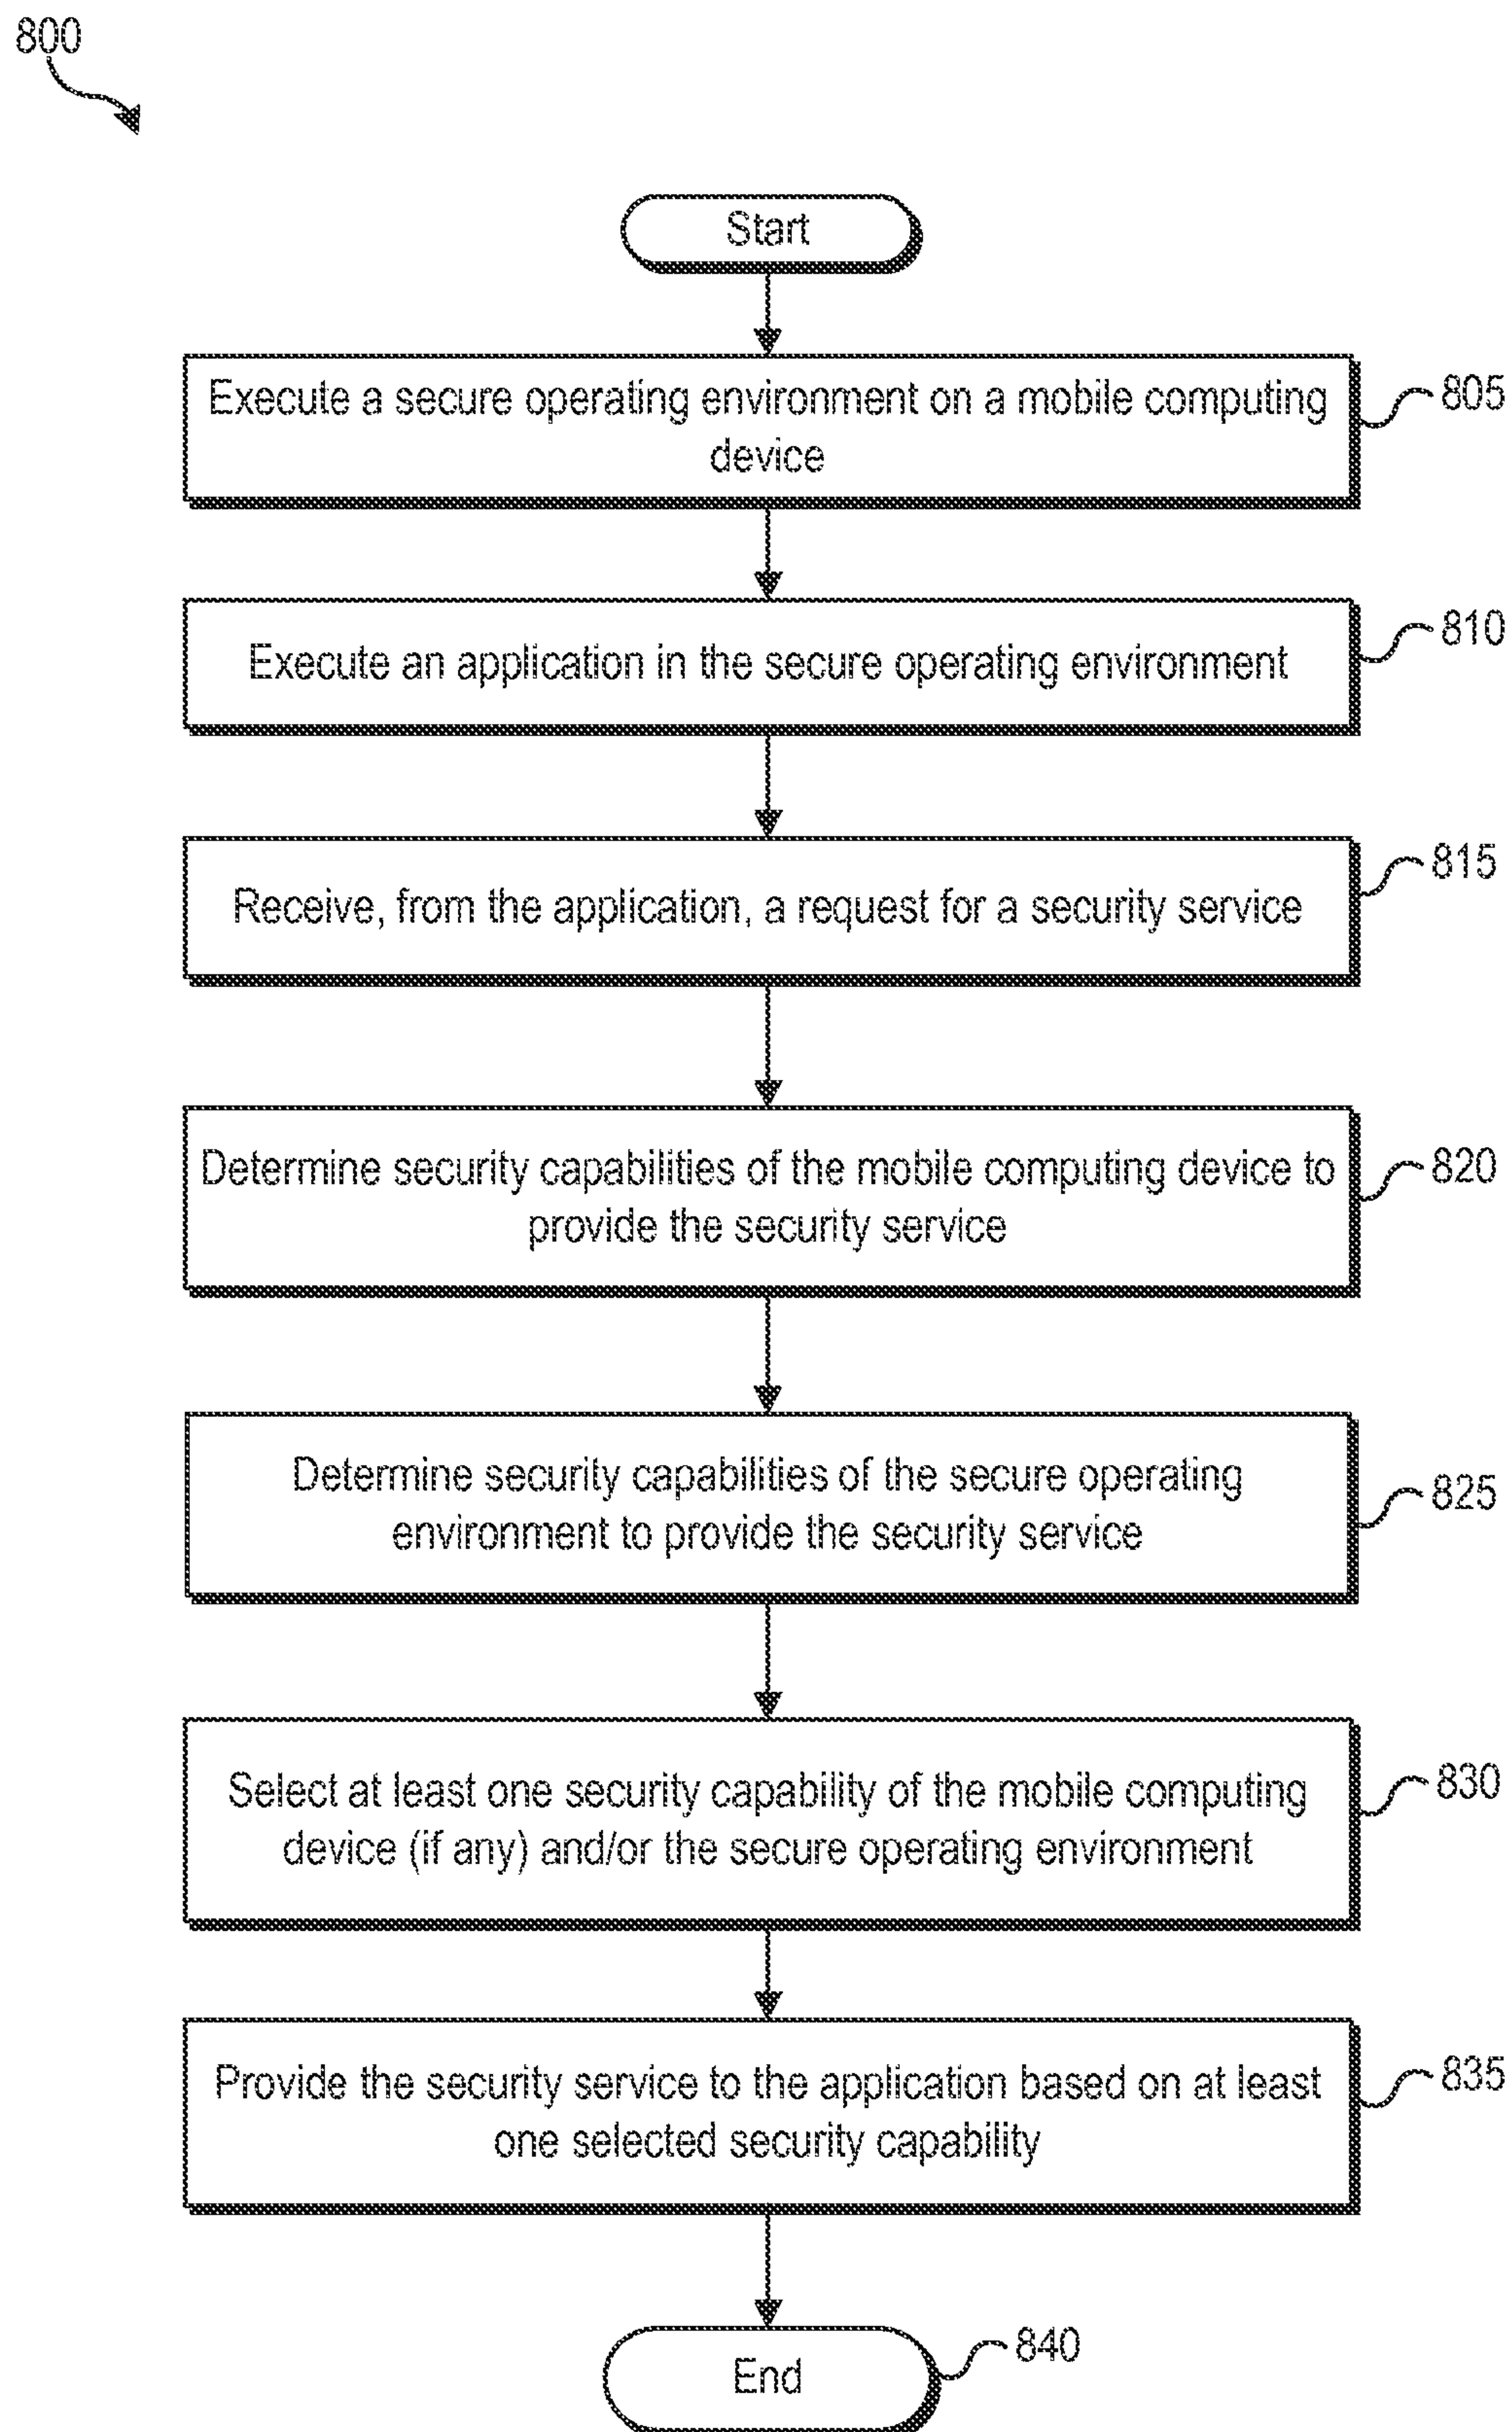 800
Start
Execute a secure operating environment on a mobile computing
device
805
Execute an application in the secure operating environment
810
Receive, from the application, a request for a security service
815
Determine security capabilities of the mobile computing device to
provide the security service
820
Determine security capabilities of the secure operating
environment to provide the security service
825
Select at least one security capability of the mobile computing
device (if any) and/or the secure operating environment
830
Provide the security service to the application based on at least
one selected security capability
835
End
840